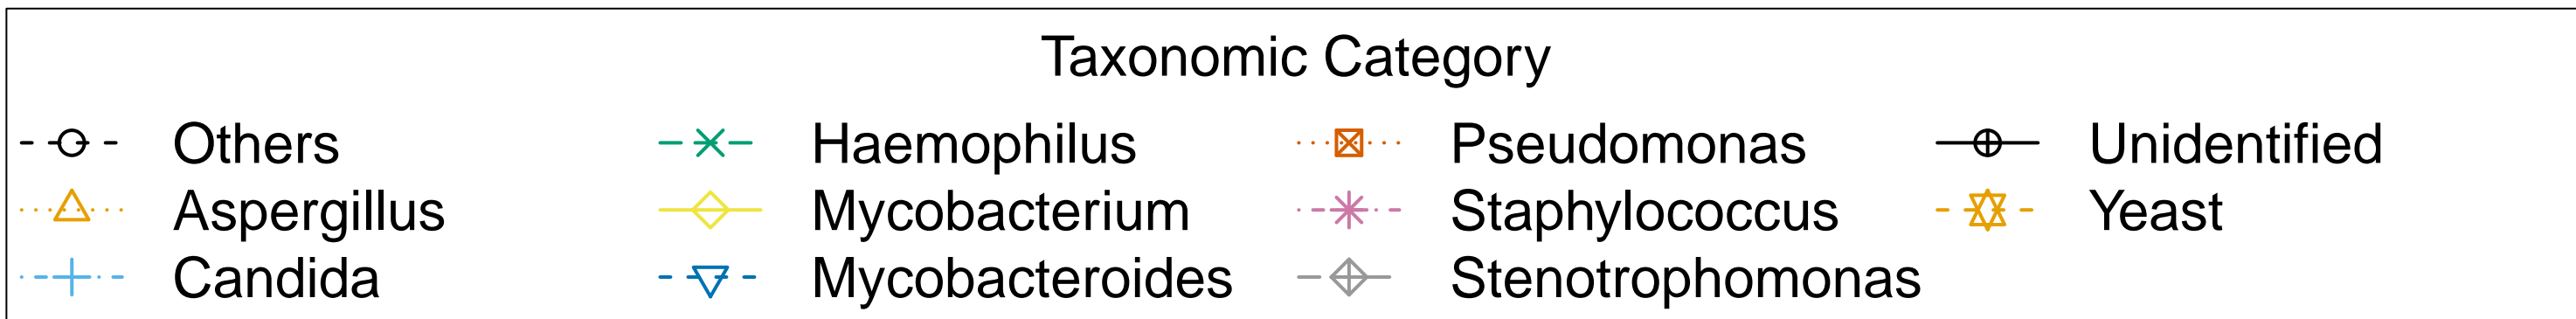 Taxonomic Category
Others
Aspergillus
Candida
Haemophilus
Mycobacterium
Mycobacteroides
Pseudomonas
Staphylococcus
Stenotrophomonas
Unidentified
Yeast